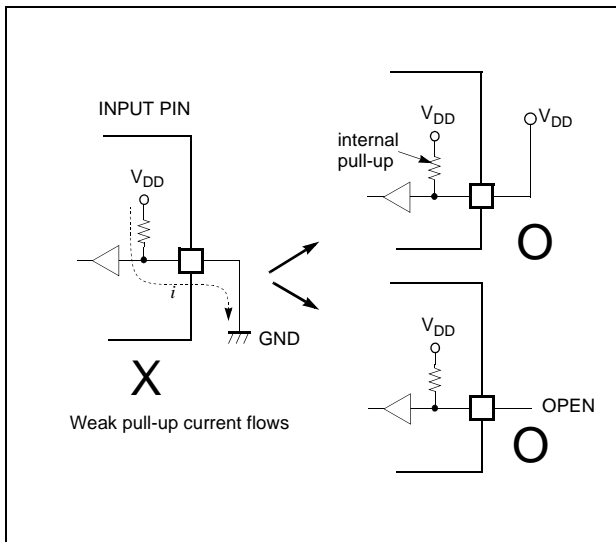 INPUT PIN
VDD
i
GND
X
Weak pull-up current flows
internal
pull-up
VDD
VDD
O
VDD
OPEN
O